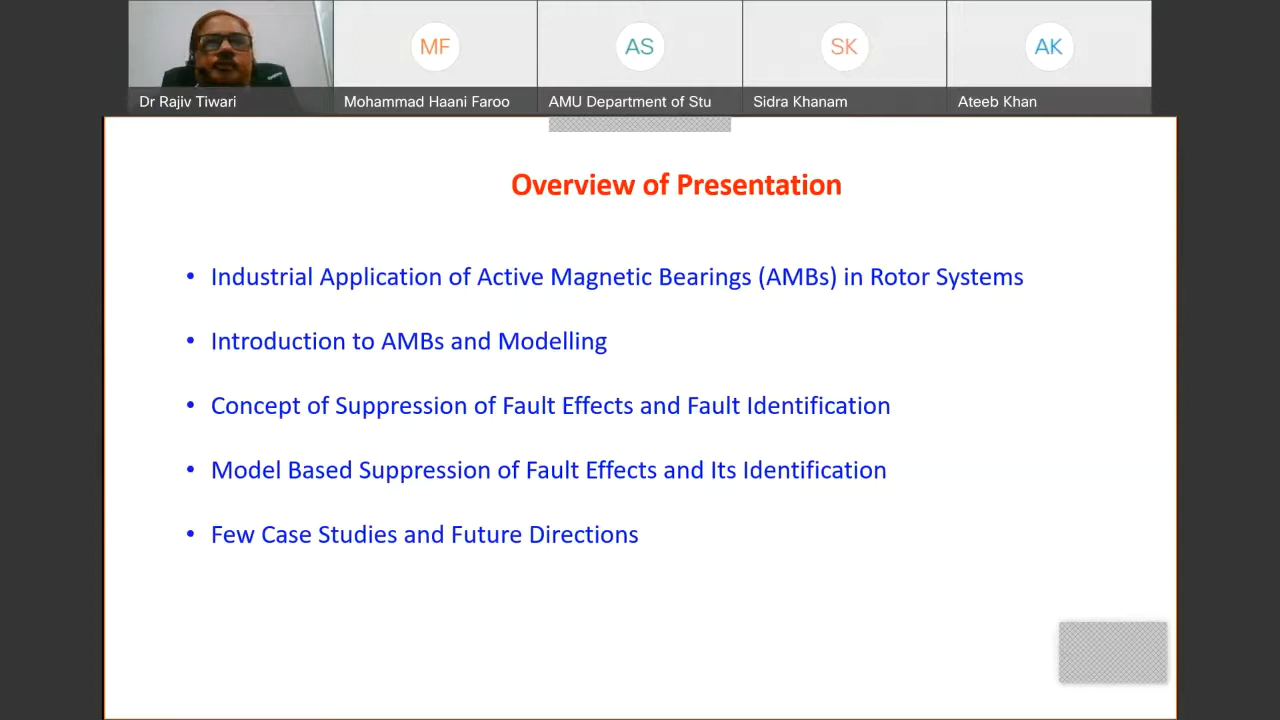 MF
AS
SK
AK
Dr Rajiv Tiwari
Mohammad Haani Faroo
AMU Department of Stu
Sidra Khanam
Ateeb Khan
Overview of Presentation
• Industrial Application of Active Magnetic Bearings (AMBs) in Rotor Systems
• Introduction to AMBs and Modelling
• Concept of Suppression of Fault Effects and Fault Identification
• Model Based Suppression of Fault Effects and Its Identification
• Few Case Studies and Future Directions